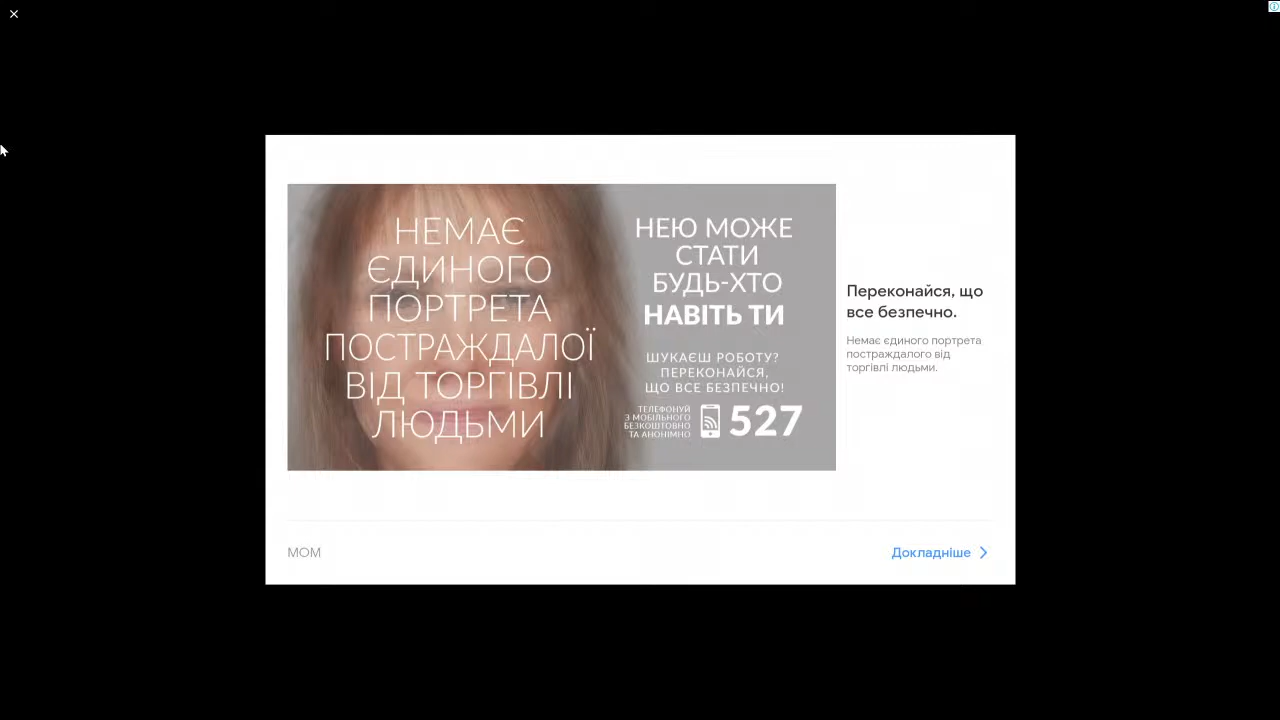 НЕМАЄ
ЄДИНОГО
ПОРТРЕТА
ПОСТРАЖДАЛОЇ
ВІД ТОРГІВЛІ
ЛЮДЬМИ
НЕЮ МОЖЕ
СТАТИ
БУДЬ-ХТО
НАВІТЬ ТИ
ШУКАЄШ РОБОТУ?
ПЕРЕКОНАЙСЯ,
ЩО ВСЕ БЕЗПЕЧНО!
ТЕЛЕФОНУЙ
З МОБІЛЬНОГО
БЕЗКОШТОВНО
ТА АНОНІМНО
527
Переконайся, що
все безпечно.
Немає єдиного портрета
постраждалого від
торгівлі людьми.
МОМ
Докладніше